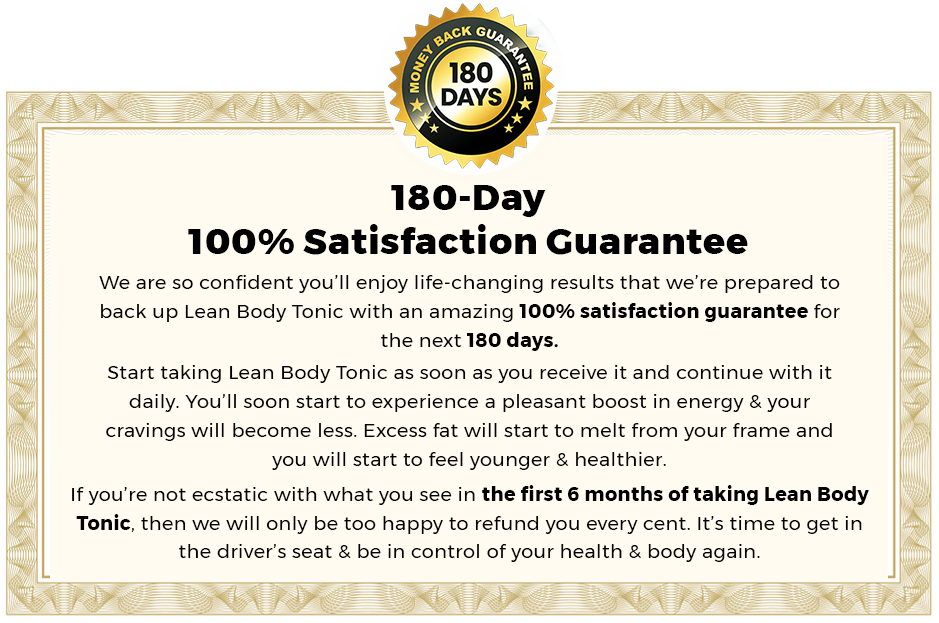 MONEY BACK GUARANTEE
180
DAYS
180-Day
100% Satisfaction Guarantee
We are so confident you’ll enjoy life-changing results that we’re prepared to
back up Lean Body Tonic with an amazing 100% satisfaction guarantee for
the next 180 days.
Start taking Lean Body Tonic as soon as you receive it and continue with it
daily. You’ll soon start to experience a pleasant boost in energy & your
cravings will become less. Excess fat will start to melt from your frame and
you will start to feel younger & healthier.
If you’re not ecstatic with what you see in the first 6 months of taking Lean Body
Tonic, then we will only be too happy to refund you every cent. It’s time to get in
the driver’s seat & be in control of your health & body again.